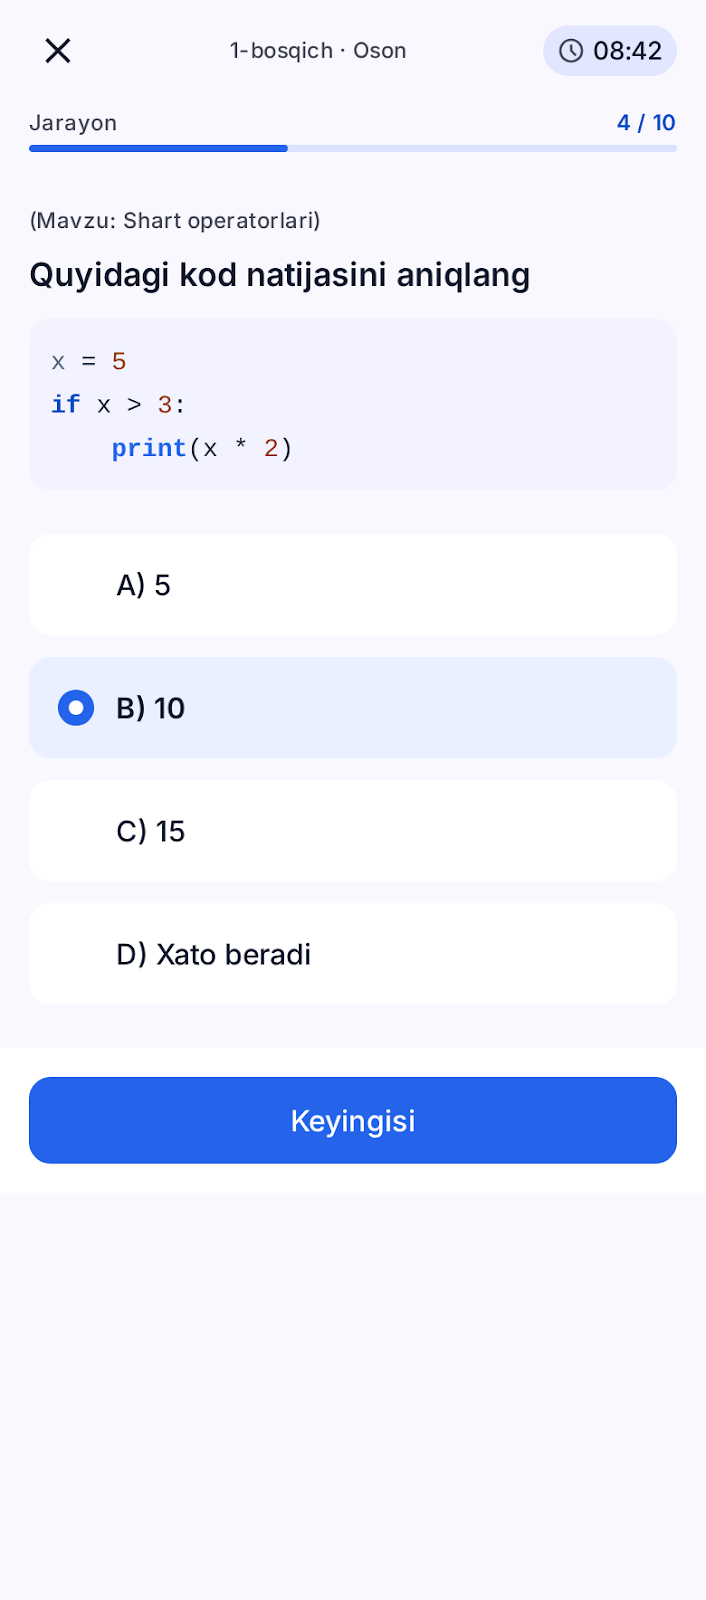 1-bosqich · Oson
08:42
Jarayon
4 / 10
(Mavzu: Shart operatorlari)
Quyidagi kod natijasini aniqlang
x = 5
if x > 3:
    print(x * 2)
A) 5
B) 10
C) 15
D) Xato beradi
Keyingisi